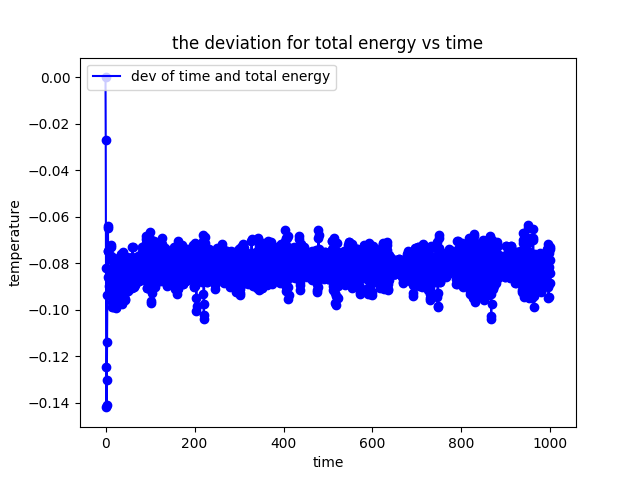 the deviation for total energy vs time
dev of time and total energy
temperature
0.00
−0.02
−0.04
−0.06
−0.08
−0.10
−0.12
−0.14
0 200 400 600 800 1000
time